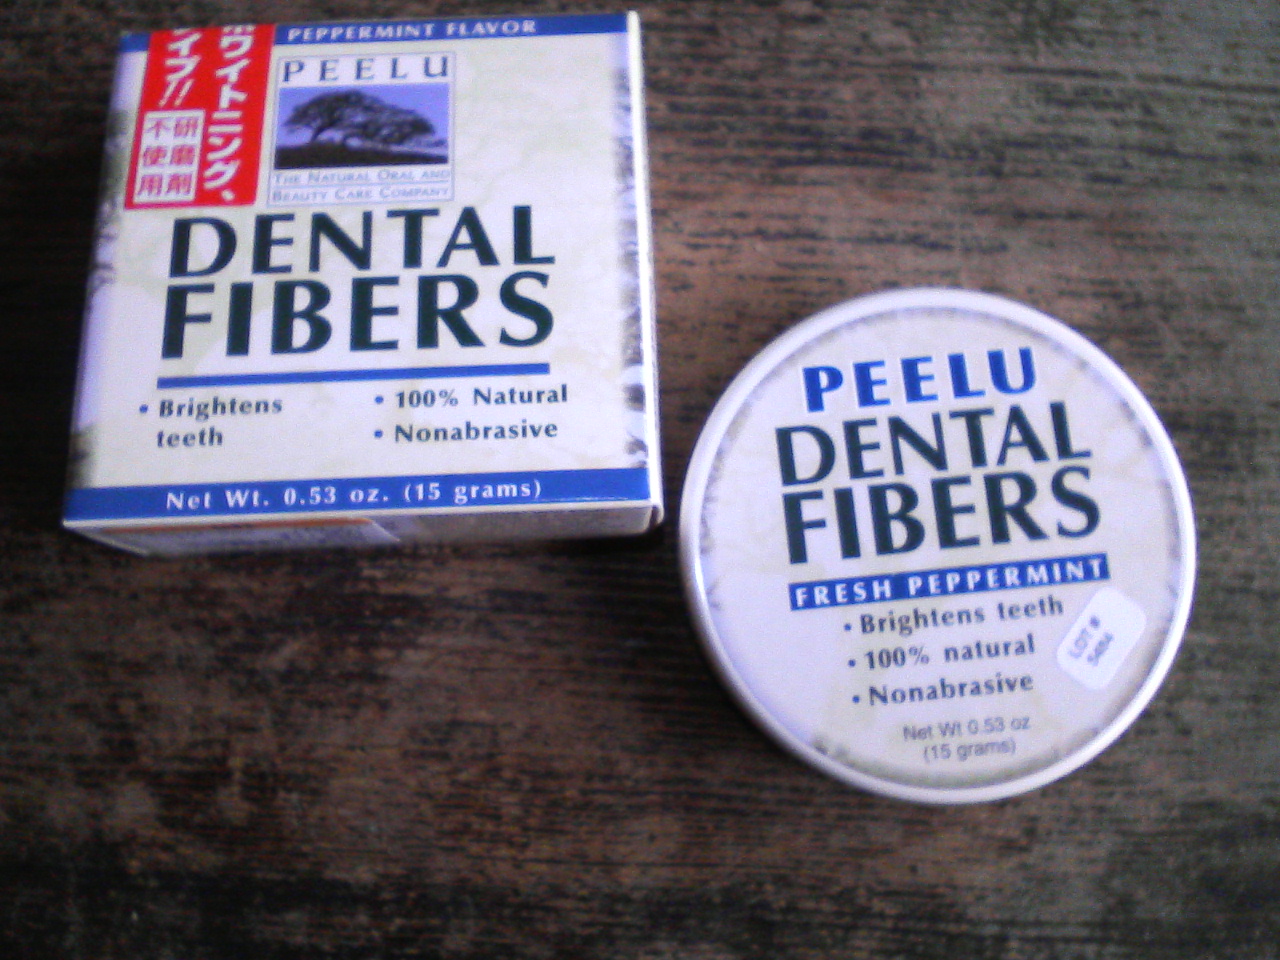 PEPPERMINT FLAVOR
ホワイトニング、
イブ!!
研磨剤
不使用
PEELU
THE NATURAL ORAL AND
BEAUTY CARE COMPANY
DENTAL
FIBERS
• Brightens
teeth
• 100% Natural
• Nonabrasive
Net Wt. 0.53 oz. (15 grams)
PEELU
DENTAL
FIBERS
FRESH PEPPERMINT
• Brightens teeth
• 100% natural
• Nonabrasive
LOT #
Net Wt 0.53 oz
(15 grams)